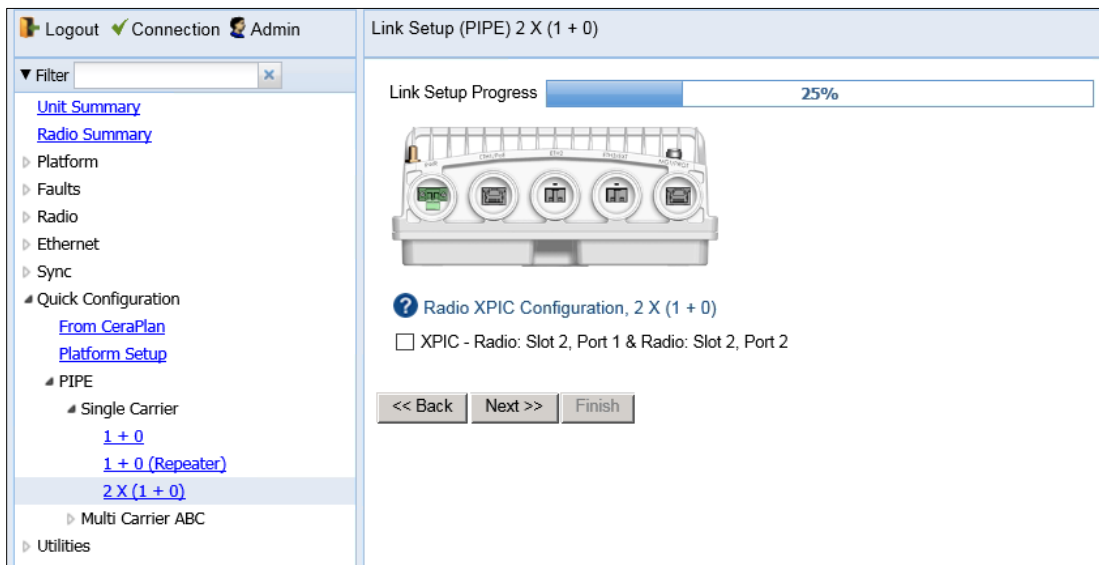 Logout Connection Admin
Link Setup (PIPE) 2 X (1 + 0)
▼ Filter
Unit Summary
Radio Summary
Platform
Faults
Radio
Ethernet
Sync
Quick Configuration
From CeraPlan
Platform Setup
PIPE
Single Carrier
1 + 0
1 + 0 (Repeater)
2 X (1 + 0)
Multi Carrier ABC
Utilities
Link Setup Progress 25%
ETH2
Radio XPIC Configuration, 2 X (1 + 0)
XPIC - Radio: Slot 2, Port 1 & Radio: Slot 2, Port 2
<< Back Next >> Finish